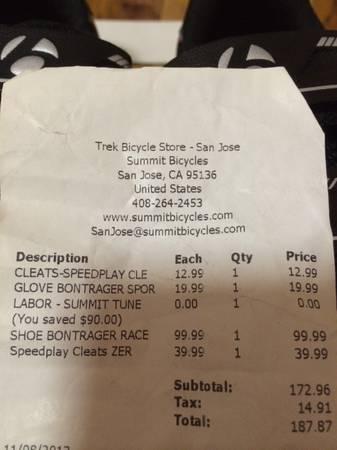 Trek Bicycle Store - San Jose
Summit Bicycles
San Jose, CA 95136
United States
408-264-2453
www.summitbicycles.com
SanJose@summitbicycles.com
Description Each Qty Price
CLEATS-SPEEDPLAY CLE 12.99 1 12.99
GLOVE BONTRAGER SPOR 19.99 1 19.99
LABOR - SUMMIT TUNE 0.00 1 0.00
(You saved $90.00)
SHOE BONTRAGER RACE 99.99 1 99.99
Speedplay Cleats ZER 39.99 1 39.99
Subtotal: 172.96
Tax: 14.91
Total: 187.87